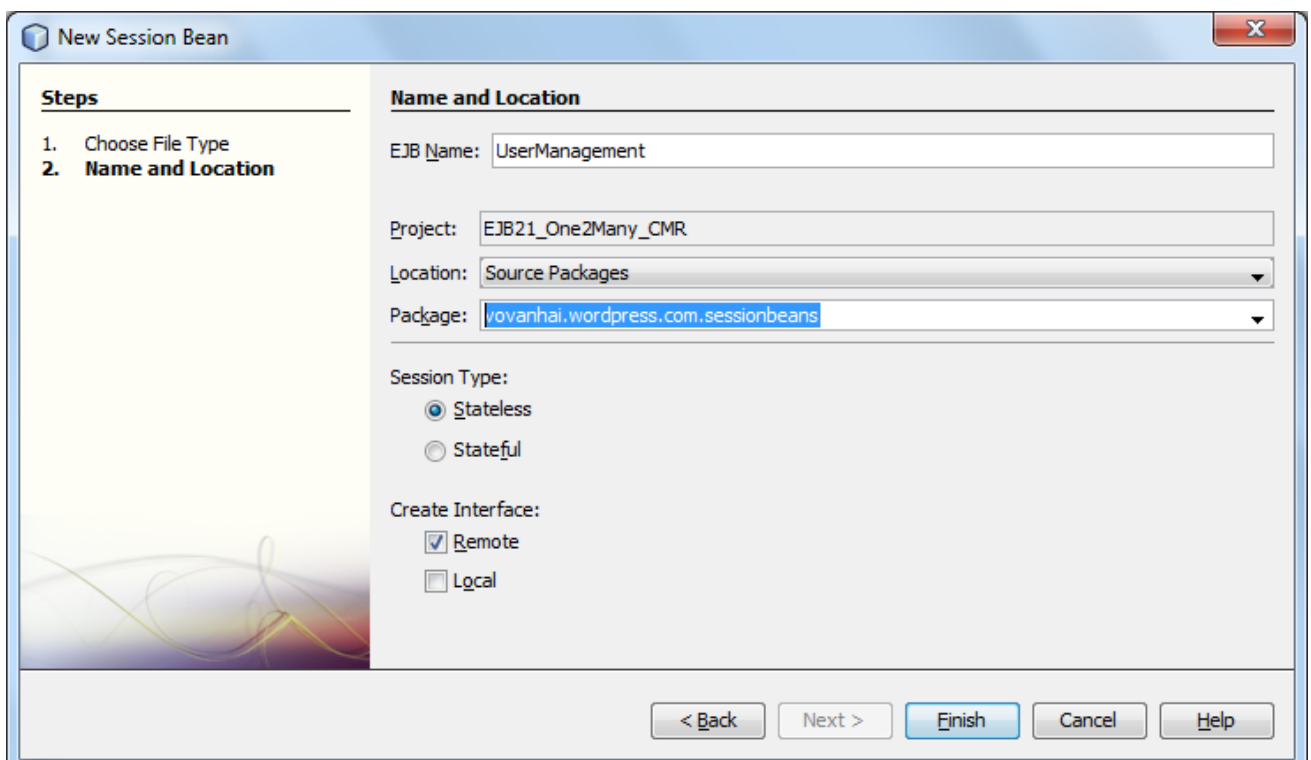 New Session Bean
Steps
1. Choose File Type
2. Name and Location
Name and Location
EJB Name: UserManagement
Project: EJB21_One2Many_CMR
Location: Source Packages
Package: vovanhai.wordpress.com.sessionbeans
Session Type:
Stateless
Stateful
Create Interface:
Remote
Local
< Back Next > Finish Cancel Help